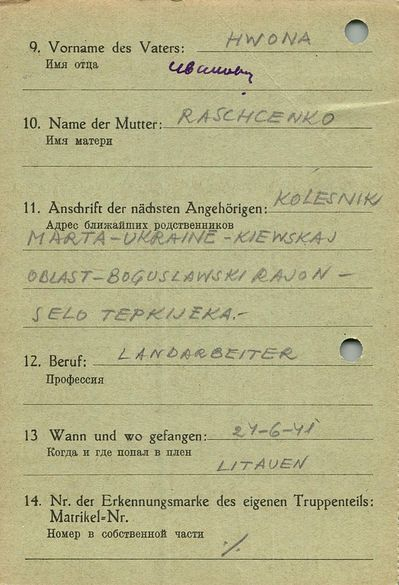 9. Vorname des Vaters: HWONA
Имя отца
10. Name der Mutter: RASCHCENKO
Имя матери
11. Anschrift der nächsten Angehörigen: KOLESNIK
Адрес ближайших родственников
MARTA-UKRAINE-KIEWSKAJ
OBLAST-BOGUSLAWSKI RAJON-
SELO TEPKIJEKA.-
12. Beruf: LANDARBEITER
Профессия
13 Wann und wo gefangen: 24-6-41
Когда и где попал в плен
LITAUEN
14. Nr. der Erkennungsmarke des eigenen Truppenteils:
Matrikel-Nr.
Номер в собственной части